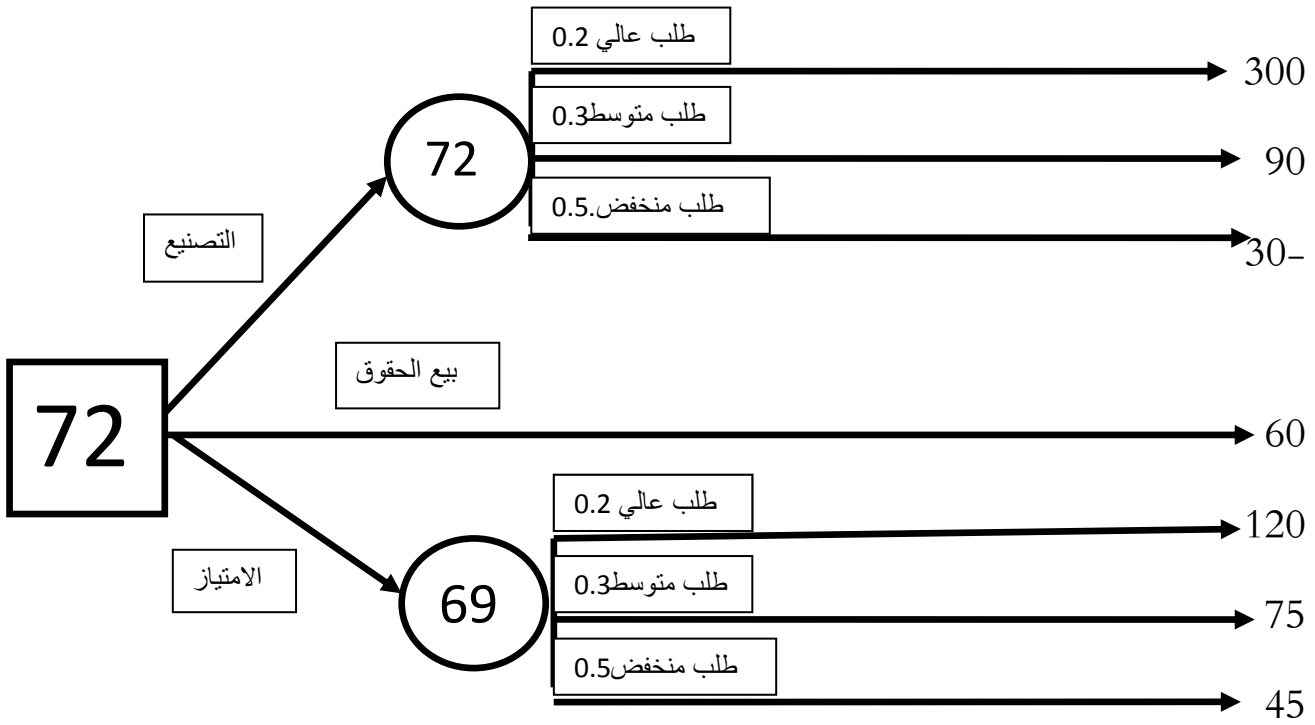 طلب عالي 0.2
300
طلب متوسط0.3
72
90
طلب منخفض.0.5
التصنيع
30-
بيع الحقوق
72
60
طلب عالي 0.2
120
الامتياز
طلب متوسط0.3
69
75
طلب منخفض0.5
45